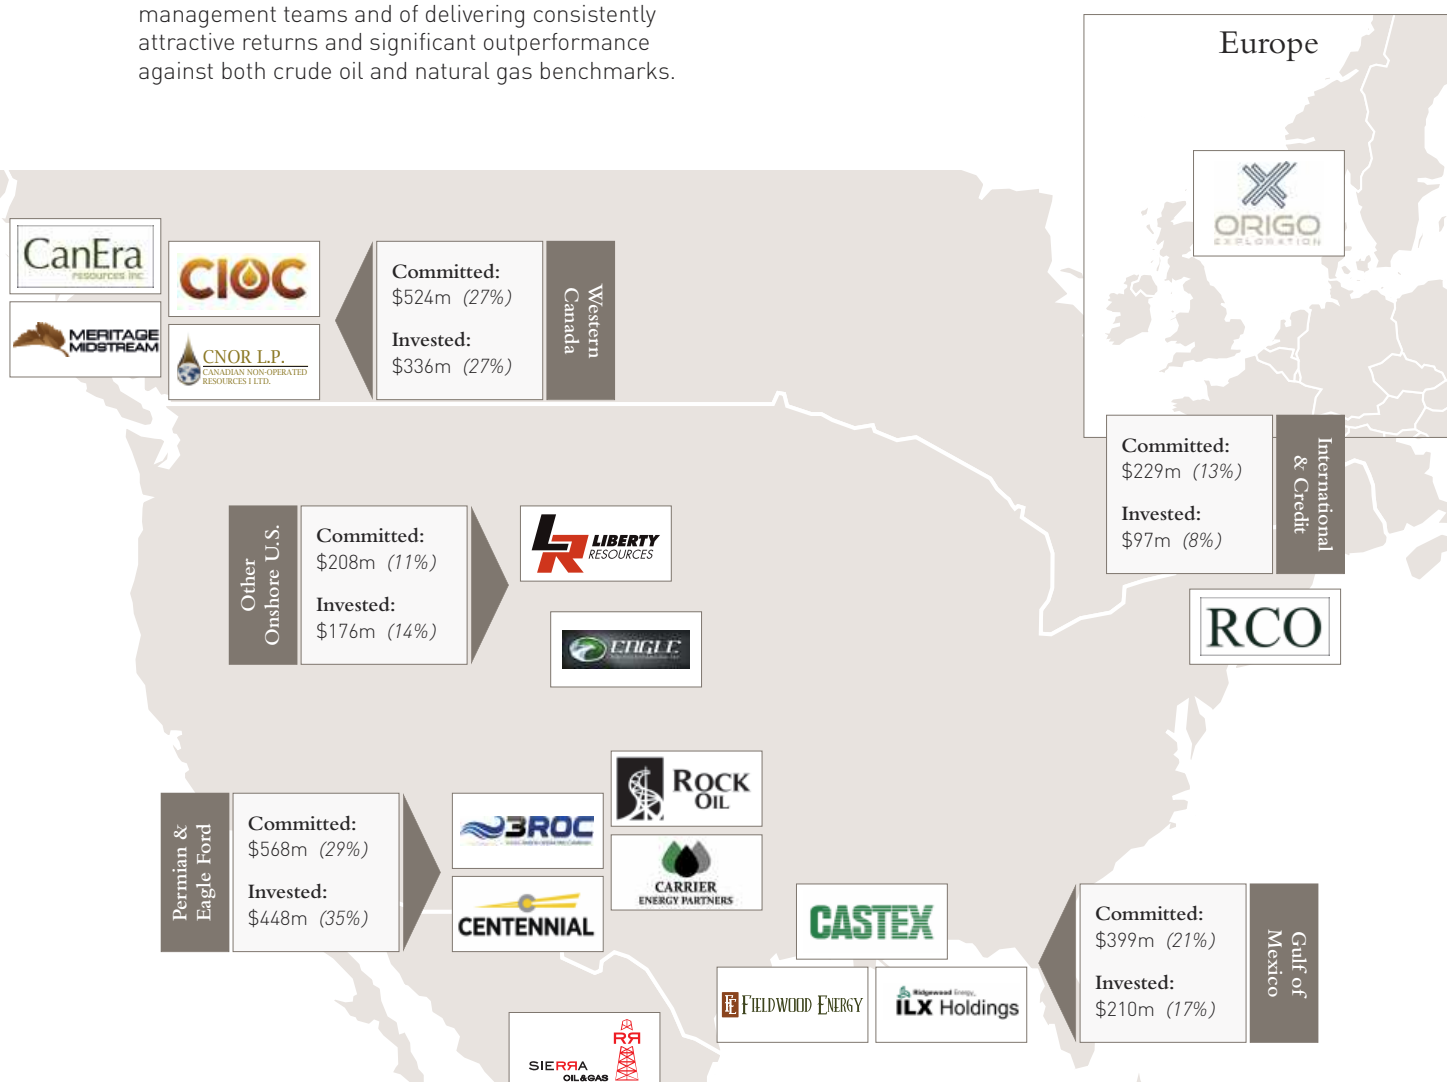 management teams and of delivering consistently
attractive returns and significant outperformance
against both crude oil and natural gas benchmarks.
Europe
ORIGO
EXPLORATION
CanEra
resources inc.
CIOC
MERITAGE
MIDSTREAM
CNOR L.P.
CANADIAN NON-OPERATED
RESOURCES I LTD.
Committed:
$524m (27%)
Invested:
$336m (27%)
Western
Canada
Committed:
$229m (13%)
Invested:
$97m (8%)
International
& Credit
RCO
Other
Onshore U.S.
Committed:
$208m (11%)
Invested:
$176m (14%)
LR LIBERTY
RESOURCES
EAGLE
Permian &
Eagle Ford
Committed:
$568m (29%)
Invested:
$448m (35%)
3ROC
ROCK
OIL
CENTENNIAL
CARRIER
ENERGY PARTNERS
CASTEX
FE FIELDWOOD ENERGY
Ridgewood Energy
ILX Holdings
Committed:
$399m (21%)
Invested:
$210m (17%)
Gulf of
Mexico
RR
SIERRA
OIL&GAS